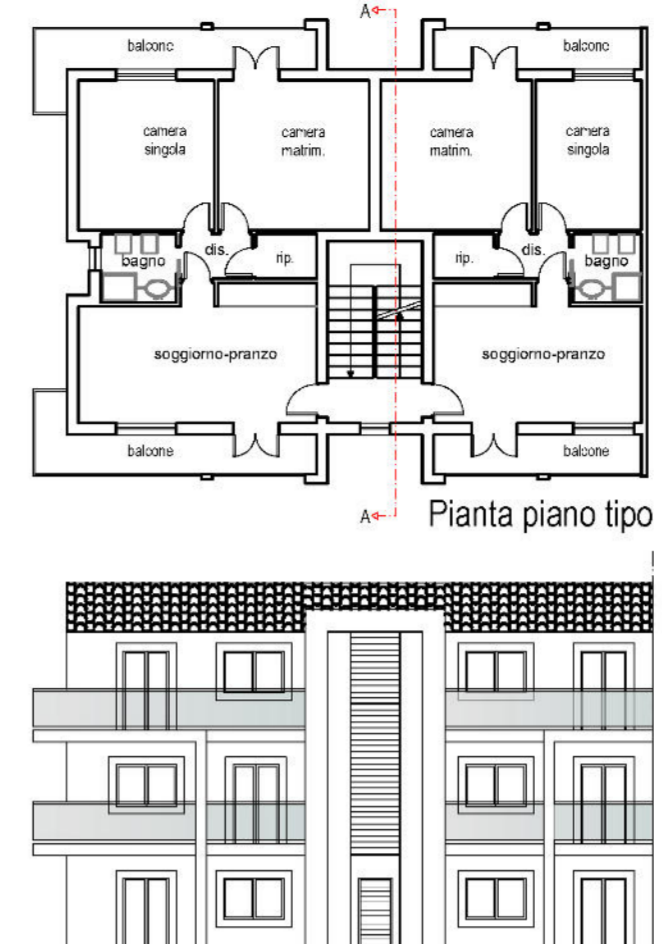 A
balcone
balcone
camera
singola
camera
matrim.
camera
matrim.
camera
singola
bagno
dis.
rip.
rip.
dis.
bagno
soggiorno-pranzo
soggiorno-pranzo
balcone
balcone
A
Pianta piano tipo